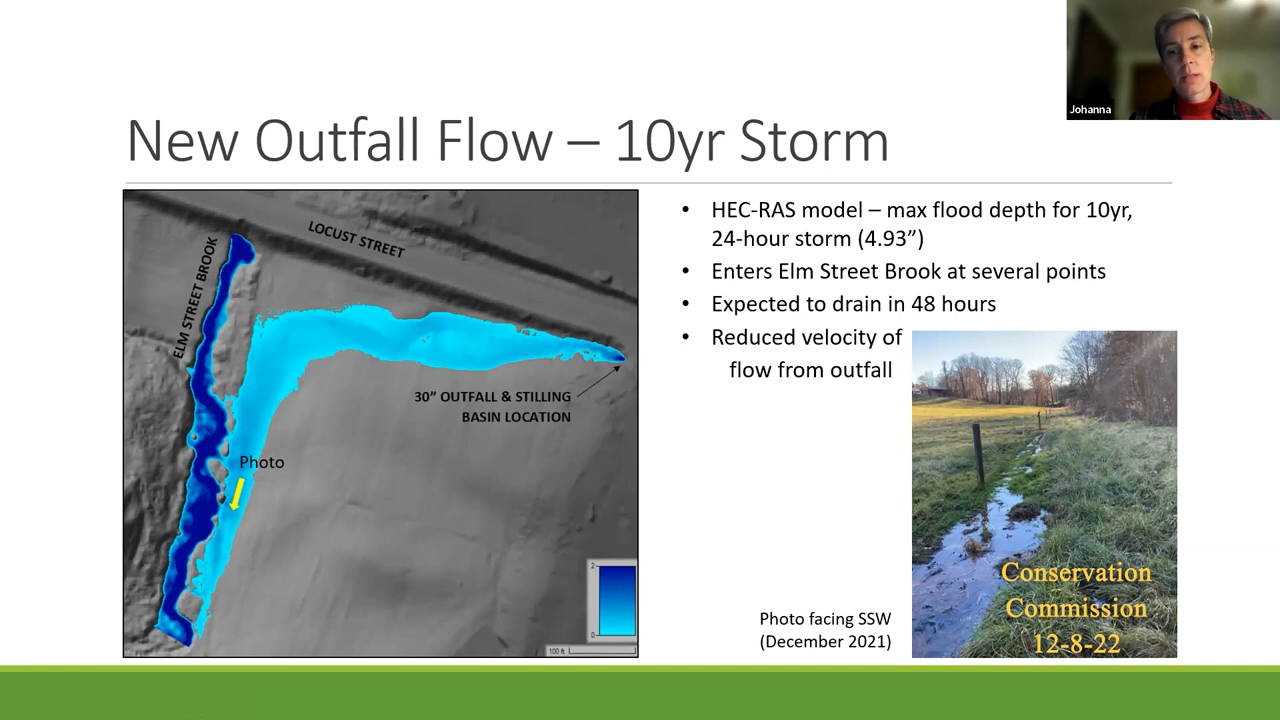 Johanna
New Outfall Flow – 10yr Storm
LOCUST STREET
ELM STREET BROOK
30” OUTFALL & STILLING
BASIN LOCATION
Photo
2
0
100 ft
• HEC-RAS model – max flood depth for 10yr,
24-hour storm (4.93”)
• Enters Elm Street Brook at several points
• Expected to drain in 48 hours
• Reduced velocity of
flow from outfall
Photo facing SSW
(December 2021)
Conservation
Commission
12-8-22